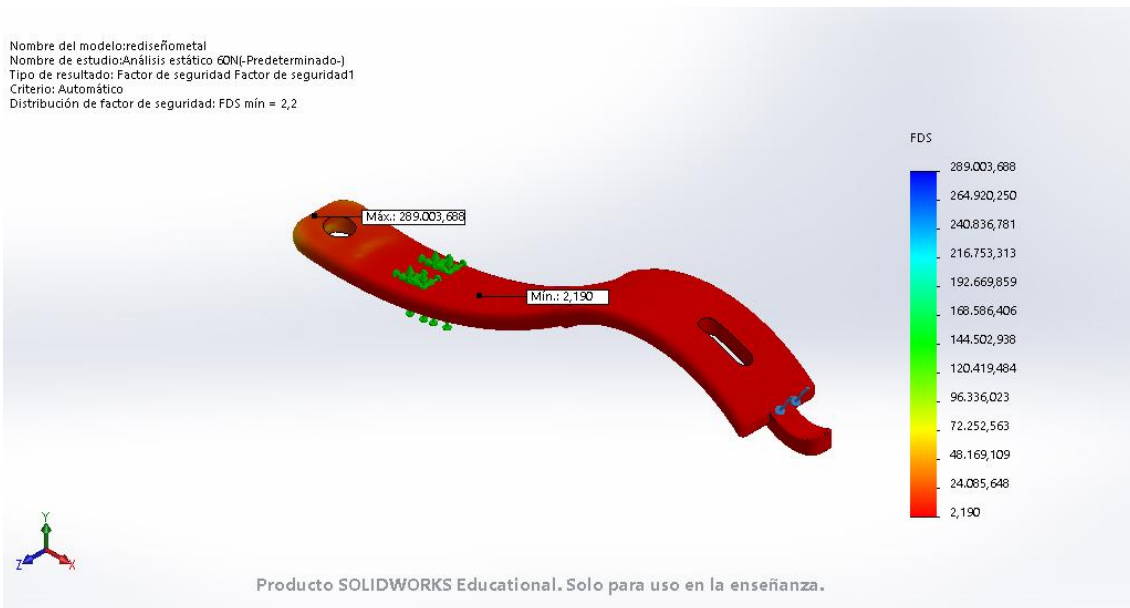 Nombre del modelo:rediseñometal
Nombre de estudio:Análisis estático 60N(-Predeterminado-)
Tipo de resultado: Factor de seguridad Factor de seguridad1
Criterio: Automático
Distribución de factor de seguridad: FDS mín = 2,2
FDS
289.003,688
264.920,250
240.836,781
216.753,313
192.669,859
168.586,406
144.502,938
120.419,484
96.336,023
72.252,563
48.169,109
24.085,648
2,190
Máx.: 289.003,688
Mín.: 2,190
Y
Z
X
Producto SOLIDWORKS Educational. Solo para uso en la enseñanza.